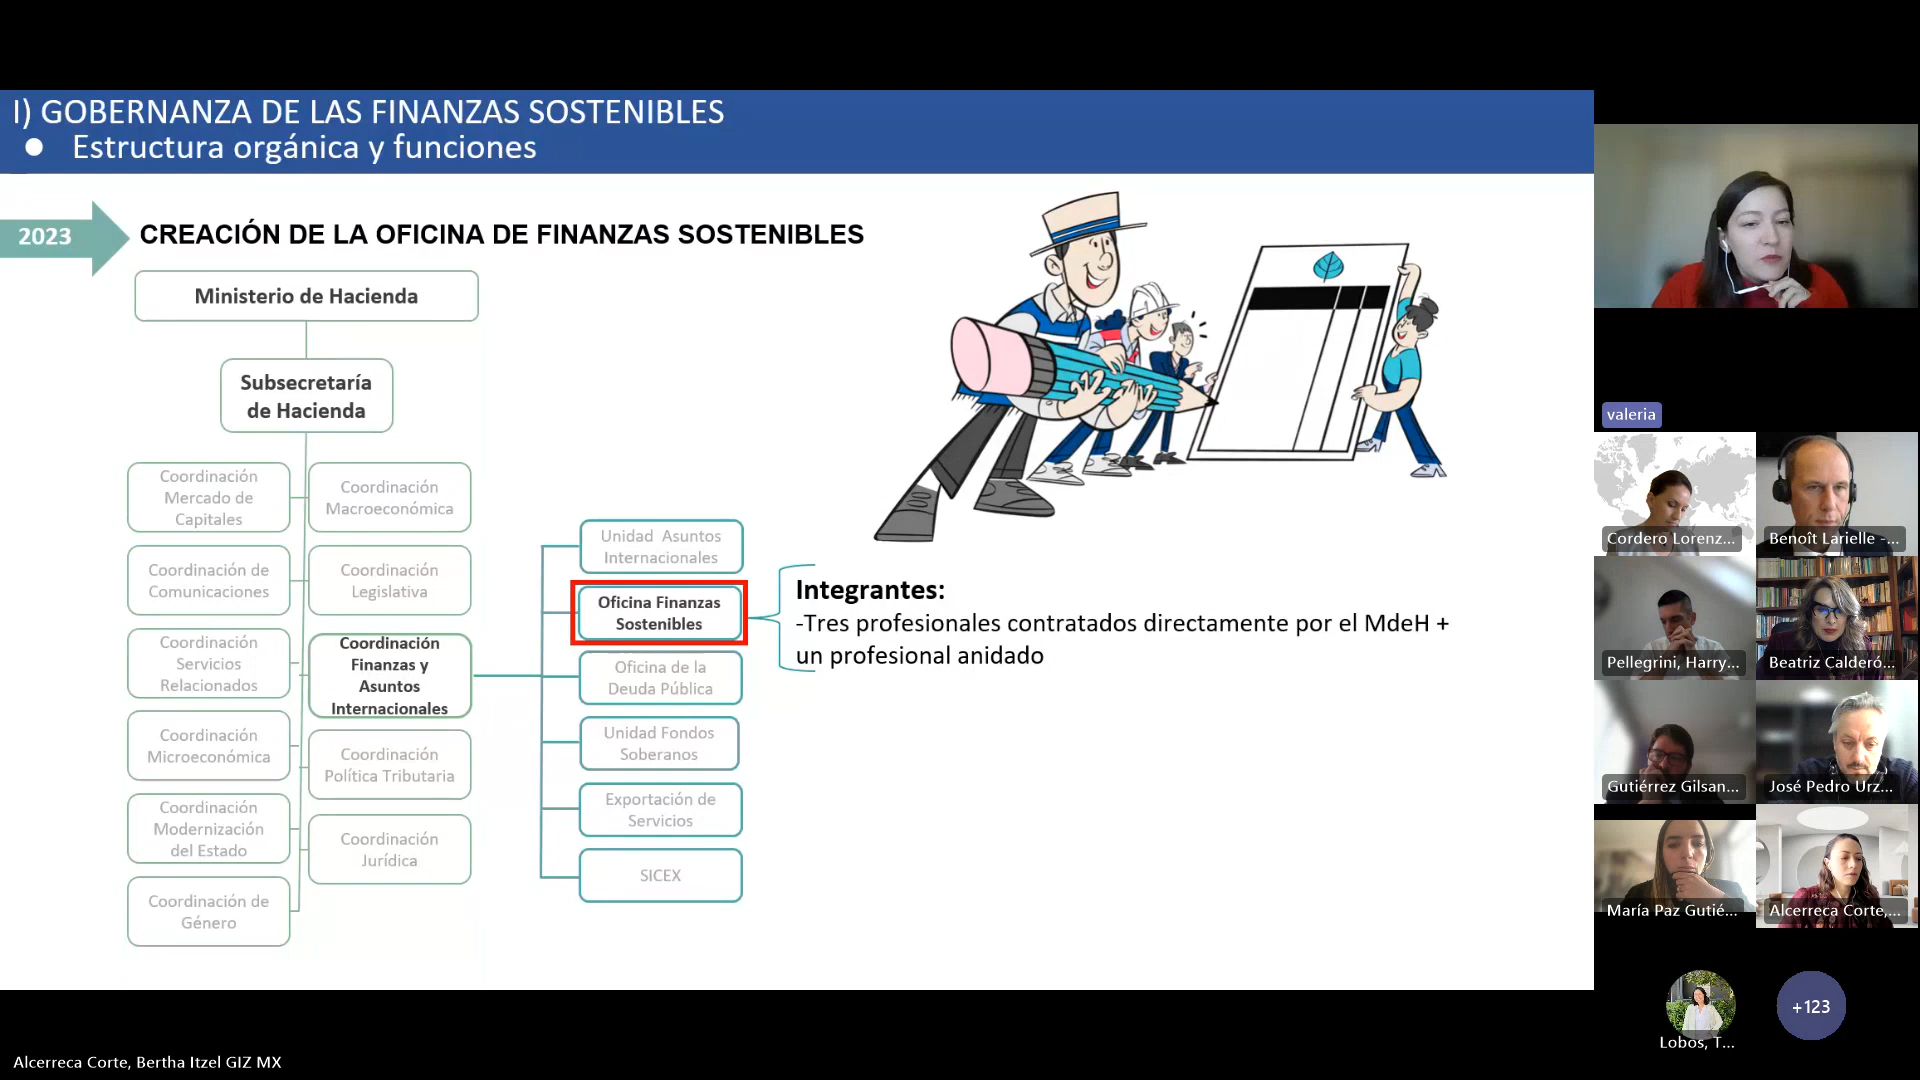 I) GOBERNANZA DE LAS FINANZAS SOSTENIBLES
● Estructura orgánica y funciones
2023
CREACIÓN DE LA OFICINA DE FINANZAS SOSTENIBLES
Ministerio de Hacienda
Subsecretaría
de Hacienda
Coordinación
Mercado de
Capitales
Coordinación
Macroeconómica
Coordinación de
Comunicaciones
Coordinación
Legislativa
Coordinación
Servicios
Relacionados
Coordinación
Finanzas y
Asuntos
Internacionales
Coordinación
Microeconómica
Coordinación
Política Tributaria
Coordinación
Modernización
del Estado
Coordinación
Jurídica
Coordinación de
Género
Unidad Asuntos
Internacionales
Oficina Finanzas
Sostenibles
Oficina de la
Deuda Pública
Unidad Fondos
Soberanos
Exportación de
Servicios
SICEX
Integrantes:
-Tres profesionales contratados directamente por el MdeH +
un profesional anidado
valeria
Cordero Lorenz...
Benoît Larielle -...
Pellegrini, Harry...
Beatriz Calderó...
Gutiérrez Gilsan...
José Pedro Urz...
María Paz Gutié...
Alcerreca Corte,...
Lobos, T...
+123
Alcerreca Corte, Bertha Itzel GIZ MX